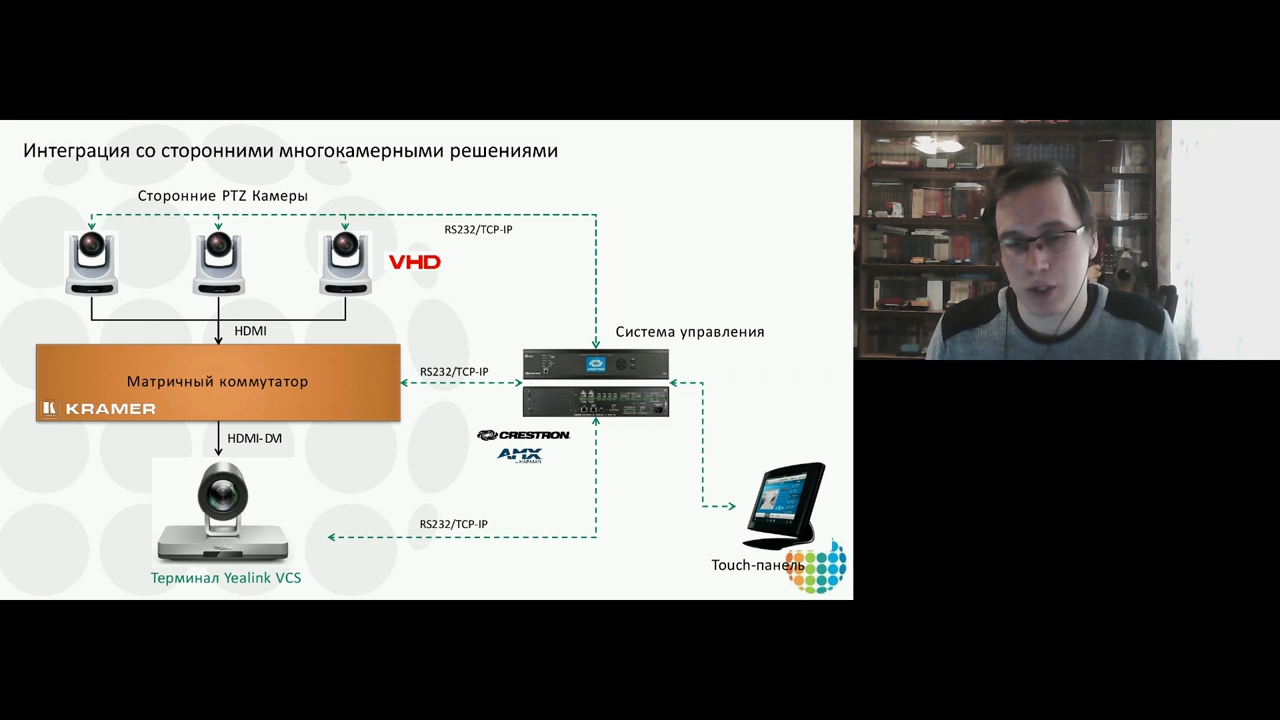 Интеграция со сторонними многокамерными решениями
Сторонние PTZ Камеры
RS232/TCP-IP
VHD
HDMI
Система управления
Матричный коммутатор
RS232/TCP-IP
KRAMER
CRESTRON
HDMI-DVI
AMX
RS232/TCP-IP
Touch-панель
Терминал Yealink VCS